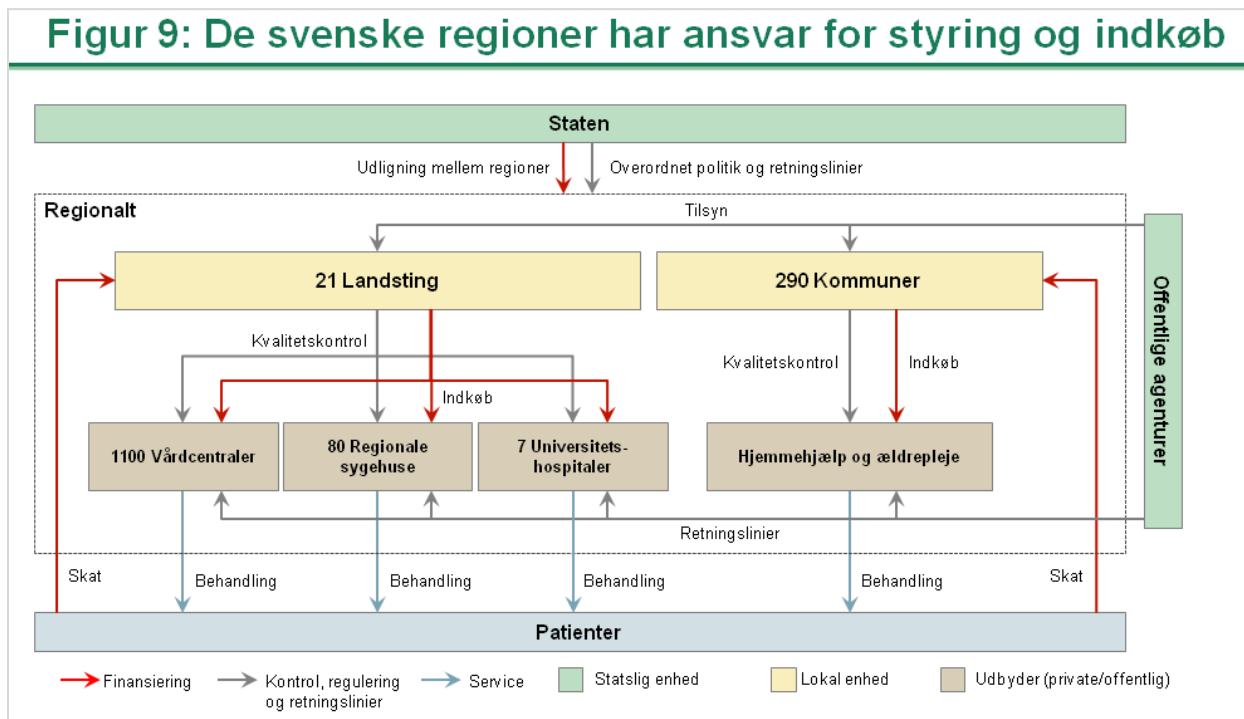 Figur 9: De svenske regioner har ansvar for styring og indkøb
Staten
Udligning mellem regioner
Overordnet politik og retningslinier
Regionalt
Tilsyn
21 Landsting
290 Kommuner
Offentlige agenturer
Kvalitetskontrol
Indkøb
Kvalitetskontrol
Indkøb
1100 Vårdcentraler
80 Regionale
sygehuse
7 Universitets-
hospitaler
Hjemmehjælp og ældrepleje
Retningslinier
Skat
Behandling
Behandling
Behandling
Behandling
Skat
Patienter
Finansiering
Kontrol, regulering
og retningslinier
Service
Statslig enhed
Lokal enhed
Udbyder (private/offentlig)